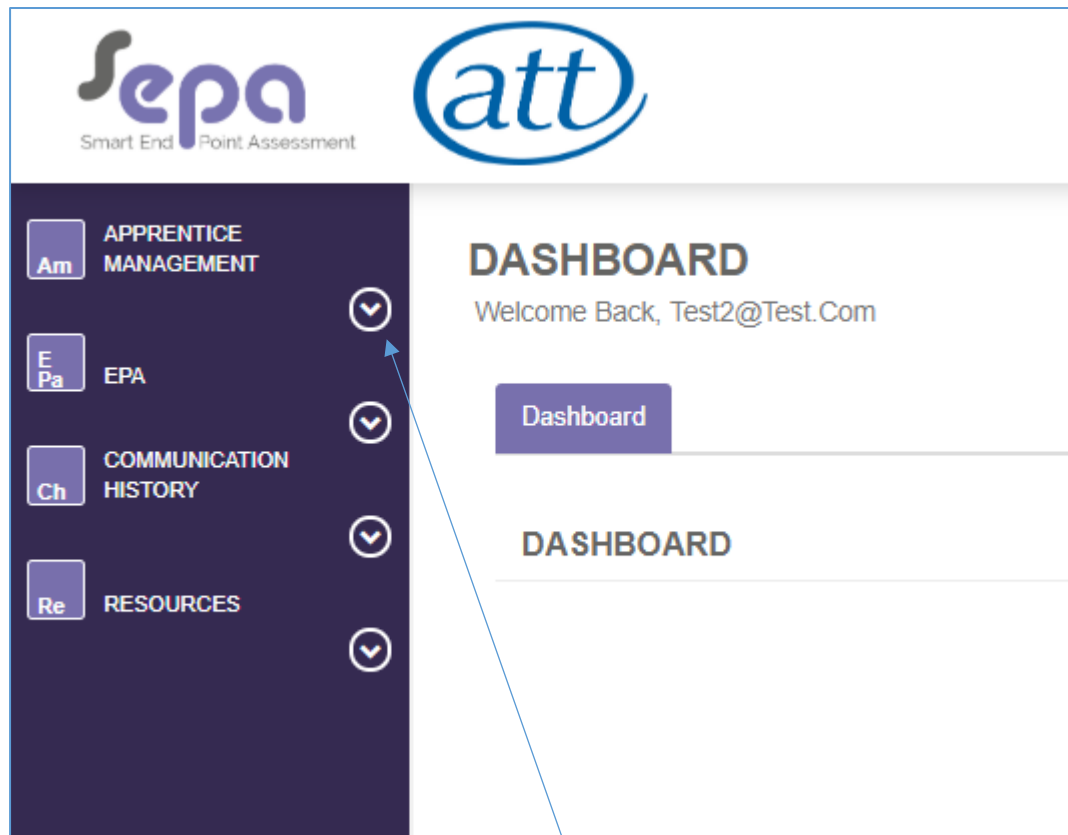 Sepa
Smart End Point Assessment
att
APPRENTICE
Am MANAGEMENT
E
Pa EPA
COMMUNICATION
Ch HISTORY
Re RESOURCES
DASHBOARD
Welcome Back, Test2@Test.Com
Dashboard
DASHBOARD